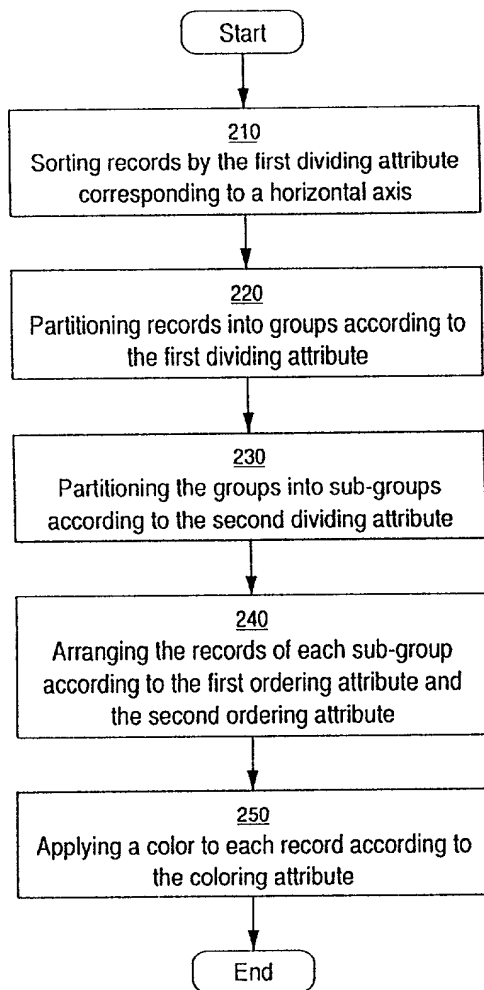 Start
210
Sorting records by the first dividing attribute
corresponding to a horizontal axis
220
Partitioning records into groups according to
the first dividing attribute
230
Partitioning the groups into sub-groups
according to the second dividing attribute
240
Arranging the records of each sub-group
according to the first ordering attribute and
the second ordering attribute
250
Applying a color to each record according to
the coloring attribute
End